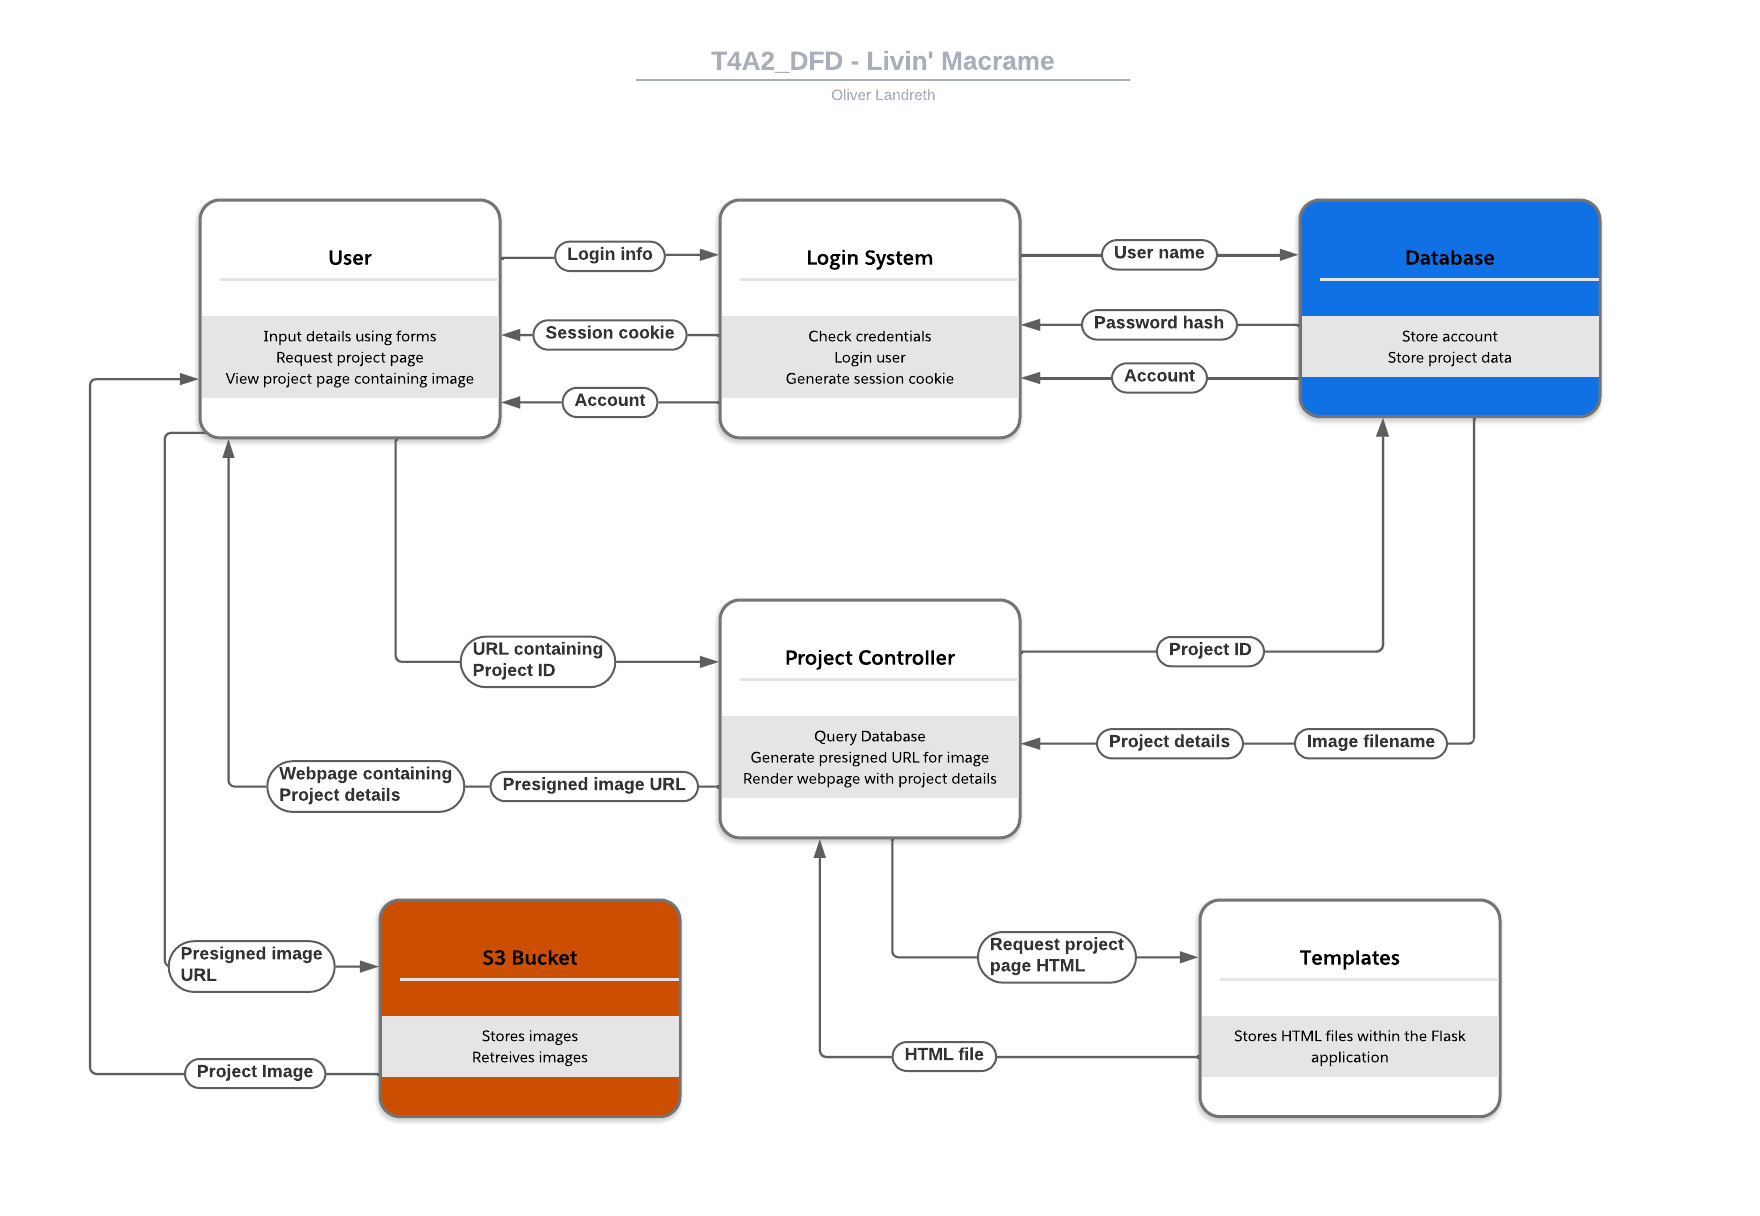 T4A2_DFD - Livin' Macrame
Oliver Landreth
User
Input details using forms
Request project page
View project page containing image
Login info
Session cookie
Account
Login System
Check credentials
Login user
Generate session cookie
User name
Password hash
Account
Database
Store account
Store project data
URL containing
Project ID
Webpage containing
Project details
Presigned image URL
Project Controller
Query Database
Generate presigned URL for image
Render webpage with project details
Project ID
Project details
Image filename
Presigned image
URL
Project Image
S3 Bucket
Stores images
Retreives images
Request project
page HTML
HTML file
Templates
Stores HTML files within the Flask
application